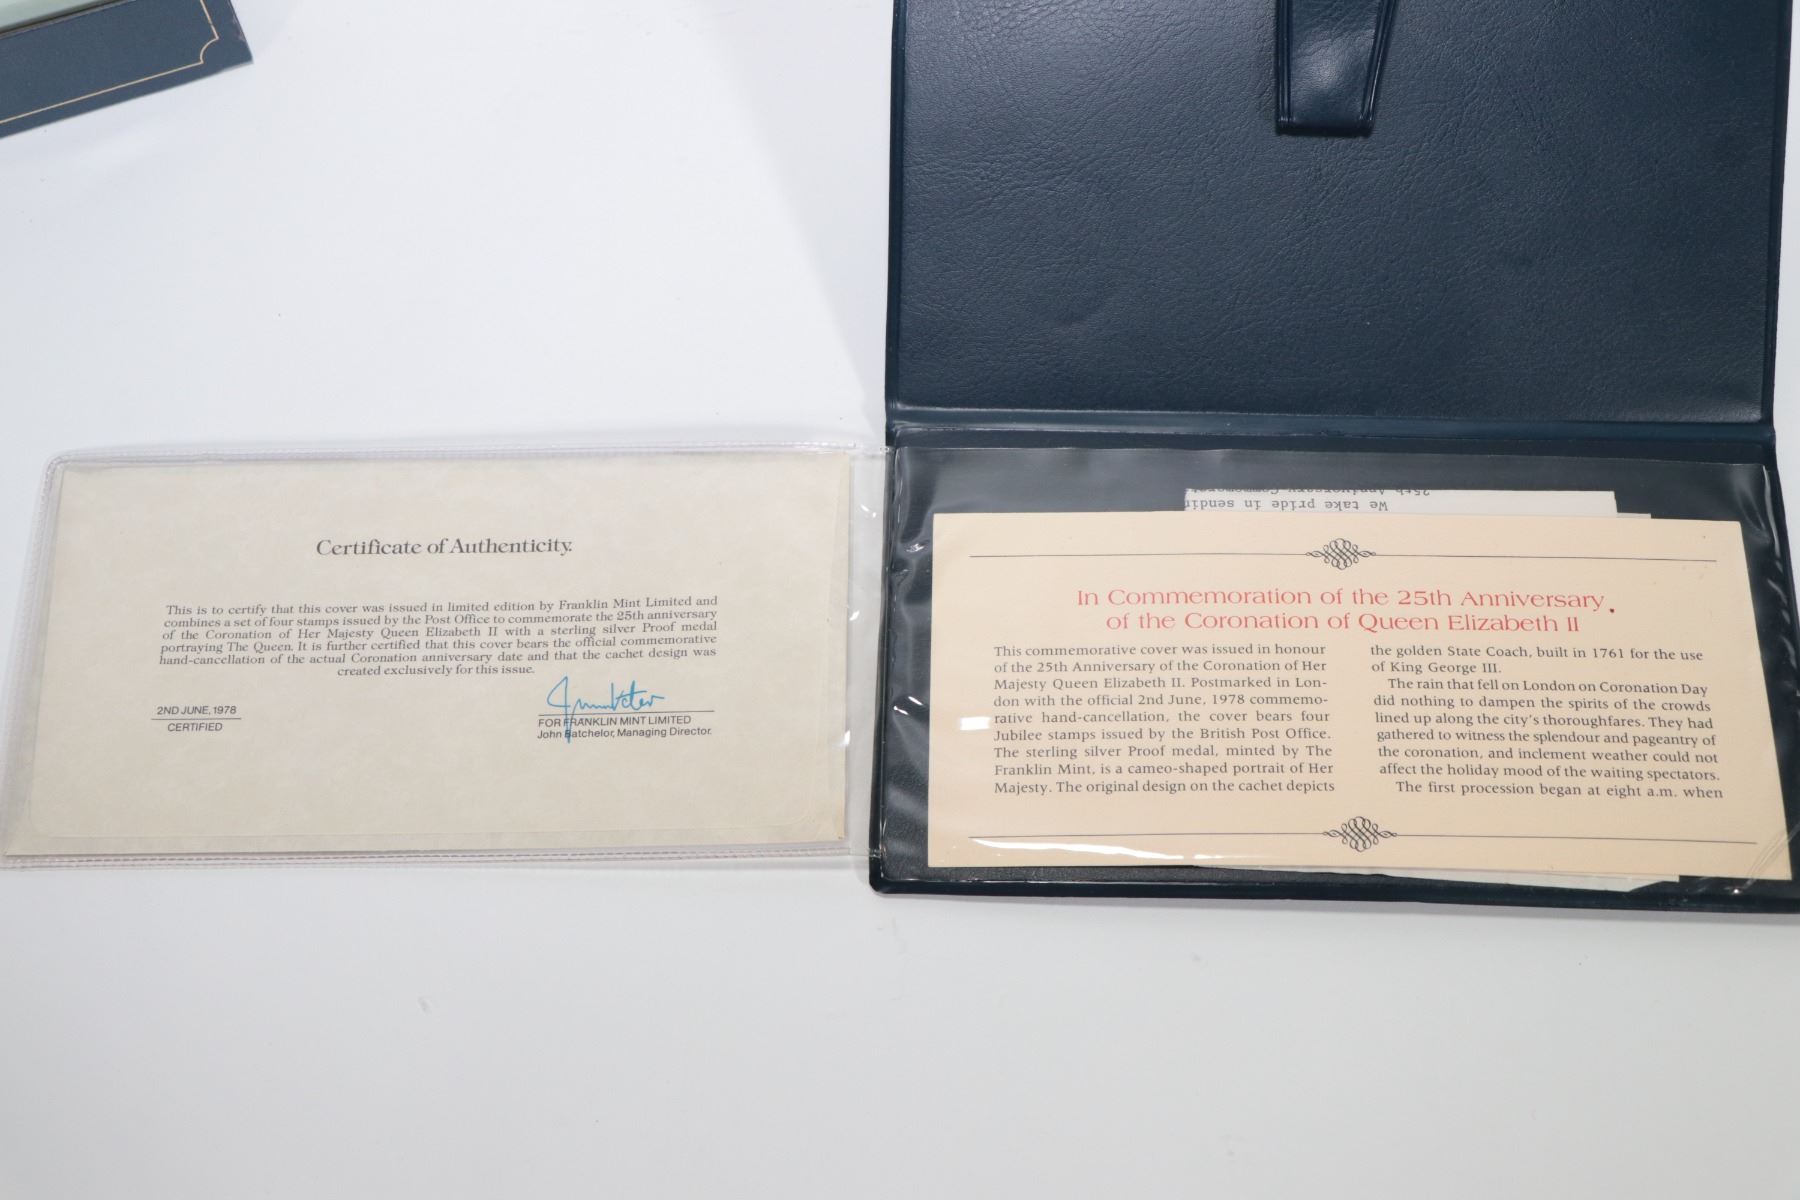 Certificate of Authenticity.
This is to certify that this cover was issued in limited edition by Franklin Mint Limited and
combines a set of four stamps issued by the Post Office to commemorate the 25th anniversary
of the Coronation of Her Majesty Queen Elizabeth II with a sterling silver Proof medal
portraying The Queen. It is further certified that this cover bears the official commemorative
hand-cancellation of the actual Coronation anniversary date and that the cachet design was
created exclusively for this issue.
2ND JUNE, 1978
CERTIFIED
FOR FRANKLIN MINT LIMITED
John Batchelor, Managing Director.
We take pride in sendin
25th Anniversary Commemorat
In Commemoration of the 25th Anniversary
of the Coronation of Queen Elizabeth II
This commemorative cover was issued in honour
of the 25th Anniversary of the Coronation of Her
Majesty Queen Elizabeth II. Postmarked in Lon-
don with the official 2nd June, 1978 commemo-
rative hand-cancellation, the cover bears four
Jubilee stamps issued by the British Post Office.
The sterling silver Proof medal, minted by The
Franklin Mint, is a cameo-shaped portrait of Her
Majesty. The original design on the cachet depicts
the golden State Coach, built in 1761 for the use
of King George III.
The rain that fell on London on Coronation Day
did nothing to dampen the spirits of the crowds
lined up along the city's thoroughfares. They had
gathered to witness the splendour and pageantry of
the coronation, and inclement weather could not
affect the holiday mood of the waiting spectators.
The first procession began at eight a.m. when